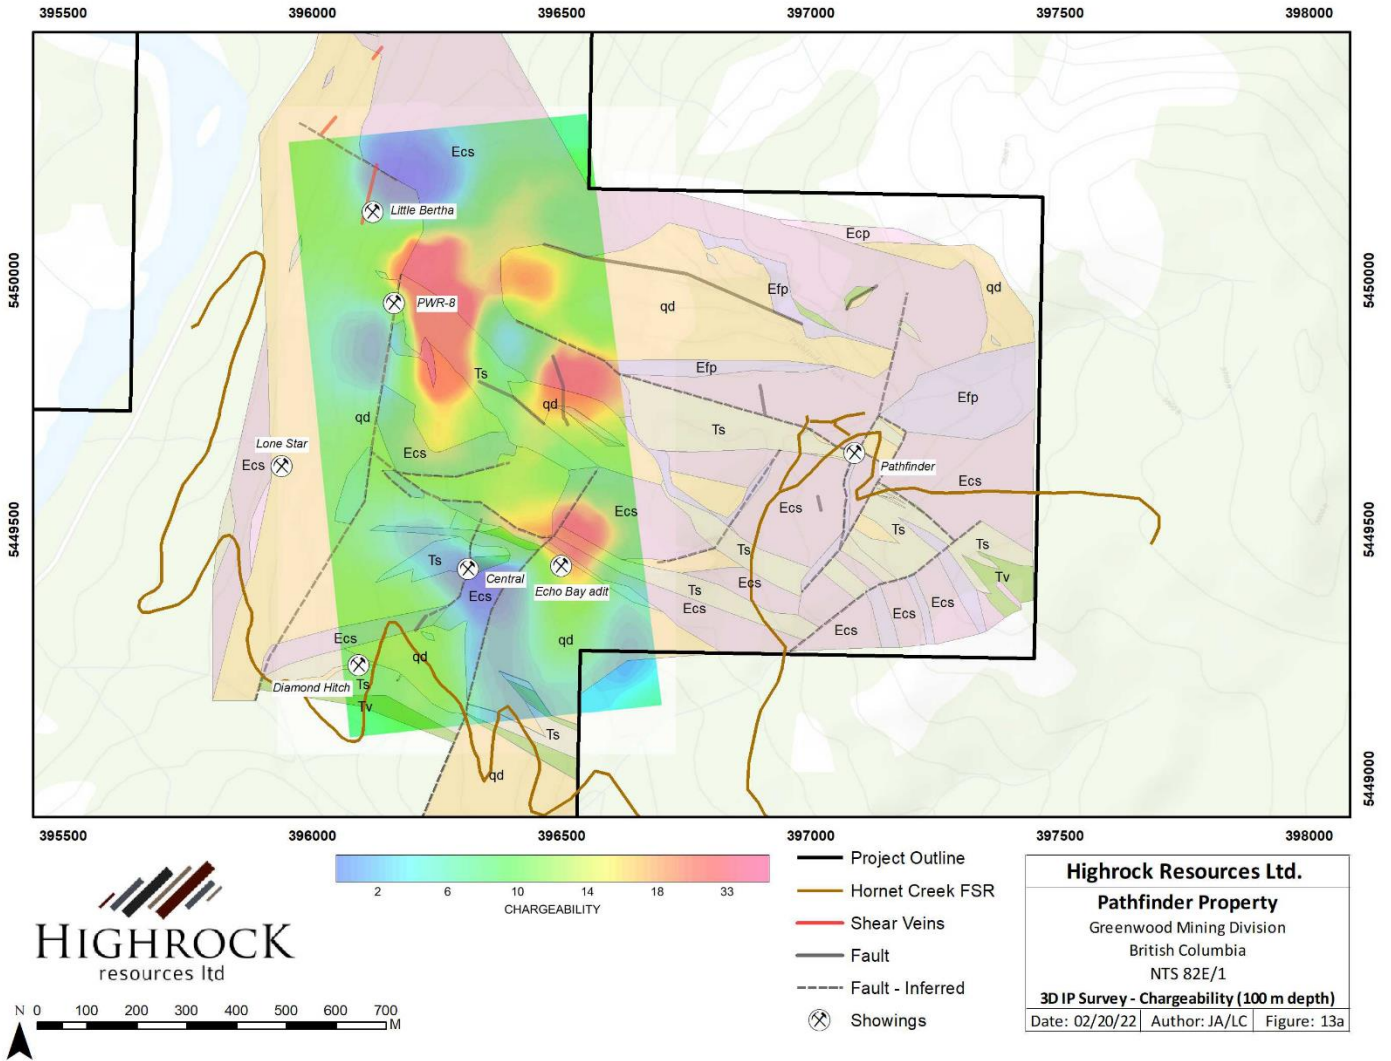 395500 396000 396500 397000 397500 398000
5450000
5449500
5450000
5449500
5449000
Ecs
Little Bertha
Ecp
PWR-8
Efp
qd
qd
Ts
Efp
Efp
qd
qd
Ts
Lone Star
Ecs
Ecs
Pathfinder
Ecs
Ecs
Ecs
Ts
Ts
Ts
Ts
Central
Echo Bay adit
Ecs
Ts
Ecs
Ecs
Tv
Ecs
Ecs
Ecs
Ecs
qd
qd
Diamond Hitch
Ts
Tv
Ts
qd
395500 396000 396500 397000 397500 398000
HIGHROCK
resources ltd
N 0 100 200 300 400 500 600 700
M
2 6 10 14 18 33
CHARGEABILITY
Project Outline
Hornet Creek FSR
Shear Veins
Fault
Fault - Inferred
Showings
Highrock Resources Ltd.
Pathfinder Property
Greenwood Mining Division
British Columbia
NTS 82E/1
3D IP Survey - Chargeability (100 m depth)
Date: 02/20/22 Author: JA/LC Figure: 13a